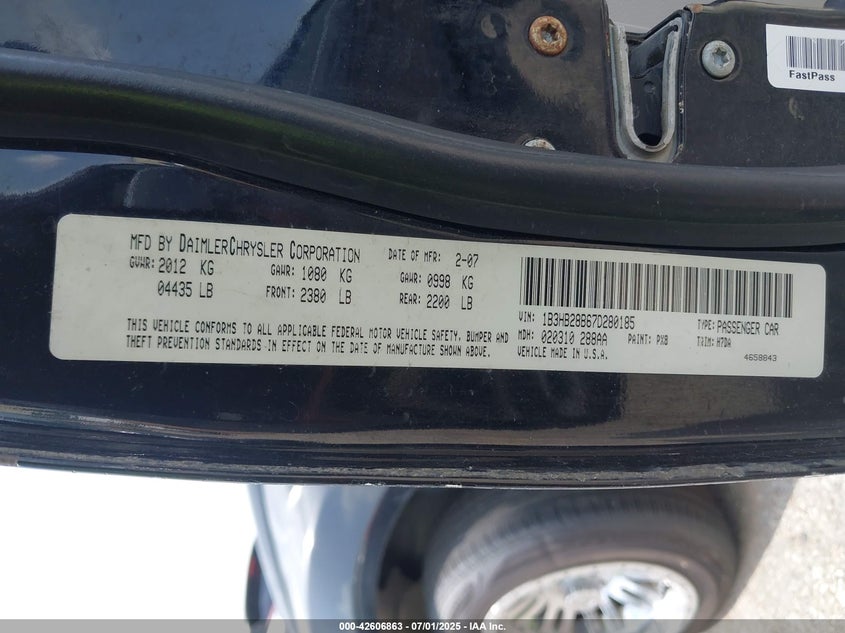 FastPass
MFD BY DAIMLERCHRYSLER CORPORATION DATE OF MFR: 2-07
GVWR: 2012 KG GAWR: 1080 KG GAWR: 0998 KG
04435 LB FRONT: 2380 LB REAR: 2200 LB
THIS VEHICLE CONFORMS TO ALL APPLICABLE FEDERAL MOTOR VEHICLE SAFETY, BUMPER AND
THEFT PREVENTION STANDARDS IN EFFECT ON THE DATE OF MANUFACTURE SHOWN ABOVE.
VIN: 1B3HB28B67D280185 TYPE: PASSENGER CAR
MDH: 020310 288AA PAINT: PXB TRIM: H7DA
VEHICLE MADE IN U.S.A. 4658843
000-42606863 - 07/01/2025 - IAA, Inc.